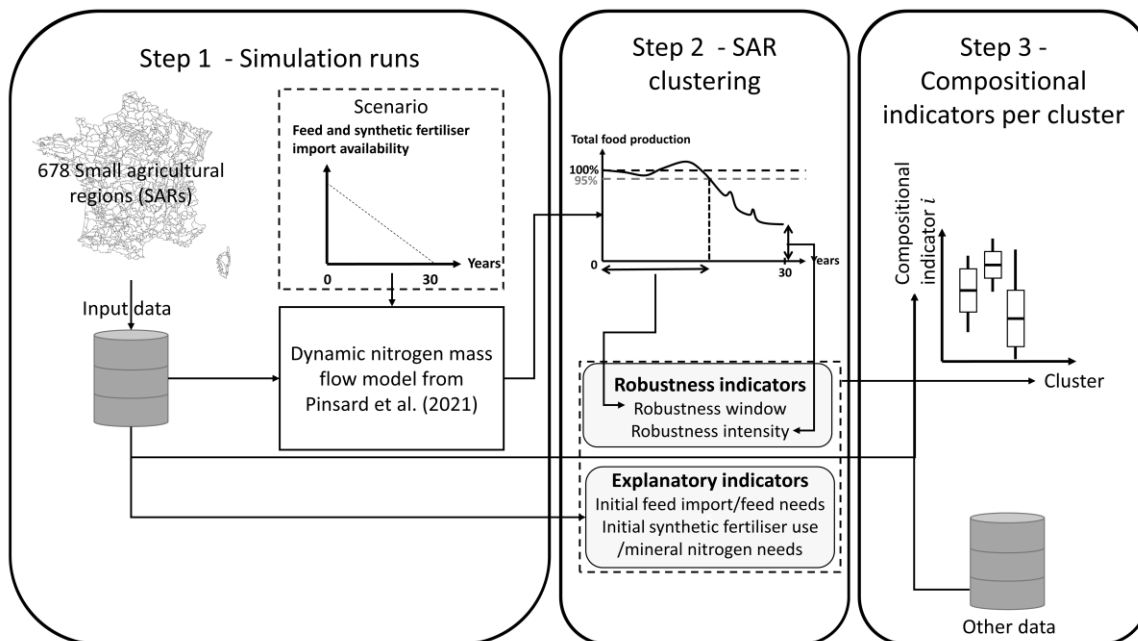 Step 1  - Simulation runs
678 Small agricultural
regions (SARs)
Input data
Scenario
Feed and synthetic fertiliser
import availability
0
30
Years
Dynamic nitrogen mass
flow model from
Pinsard et al. (2021)
Step 2  - SAR
clustering
Total food production
100%
95%
0
30
Years
Robustness indicators
Robustness window
Robustness intensity
Explanatory indicators
Initial feed import/feed needs
Initial synthetic fertiliser use
/mineral nitrogen needs
Step 3 -
Compositional
indicators per cluster
Compositional
indicator i
Cluster
Other data